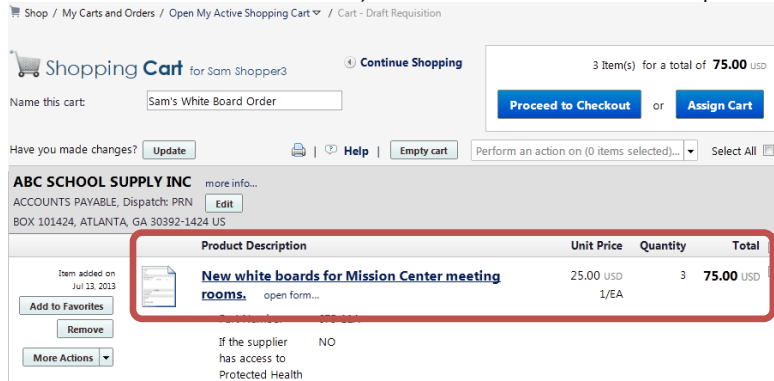 Shop / My Carts and Orders / Open My Active Shopping Cart / Cart - Draft Requisition
Shopping Cart for Sam Shopper3
Continue Shopping
3 Item(s) for a total of 75.00 USD
Name this cart: Sam's White Board Order
Proceed to Checkout or Assign Cart
Have you made changes? Update | Help | Empty cart Perform an action on (0 items selected)... Select All
ABC SCHOOL SUPPLY INC more info...
ACCOUNTS PAYABLE, Dispatch: PRN Edit
BOX 101424, ATLANTA, GA 30392-1424 US
Product Description Unit Price Quantity Total
Item added on
Jul 13, 2013
New white boards for Mission Center meeting 25.00 USD 3 75.00 USD
rooms. open form... 1/EA
Add to Favorites
Remove
More Actions
If the supplier NO
has access to
Protected Health